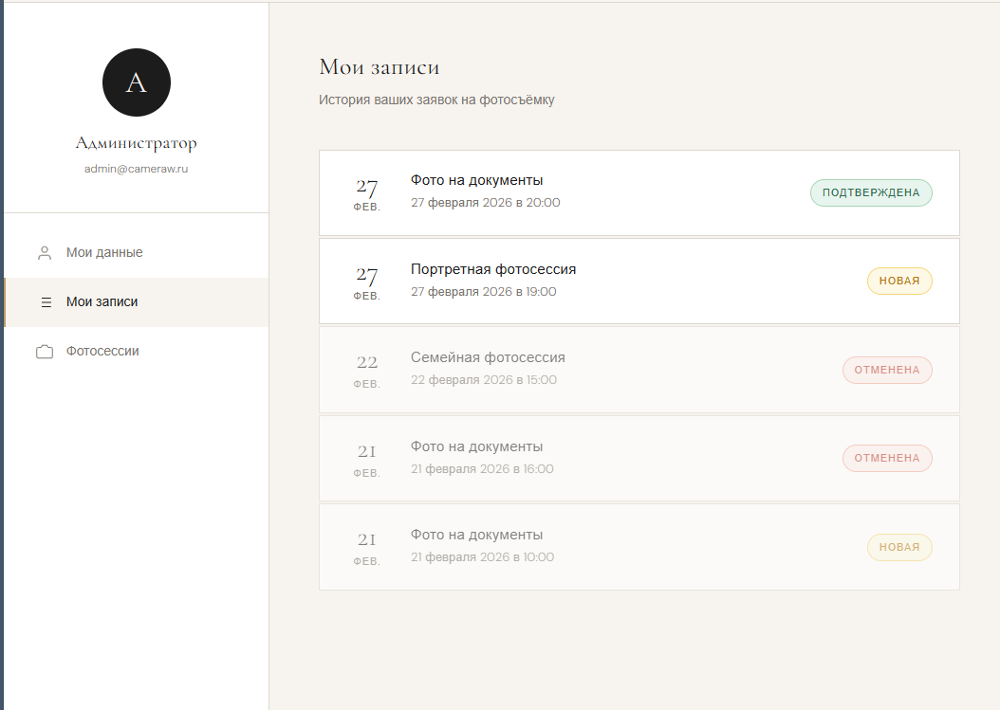 А
Администратор
admin@cameraw.ru
Мои данные
Мои записи
Фотосессии
Мои записи
История ваших заявок на фотосъёмку
27
ФЕВ.
Фото на документы
27 февраля 2026 в 20:00
ПОДТВЕРЖДЕНА
27
ФЕВ.
Портретная фотосессия
27 февраля 2026 в 19:00
НОВАЯ
22
ФЕВ.
Семейная фотосессия
22 февраля 2026 в 15:00
ОТМЕНЕНА
21
ФЕВ.
Фото на документы
21 февраля 2026 в 16:00
ОТМЕНЕНА
21
ФЕВ.
Фото на документы
21 февраля 2026 в 10:00
НОВАЯ